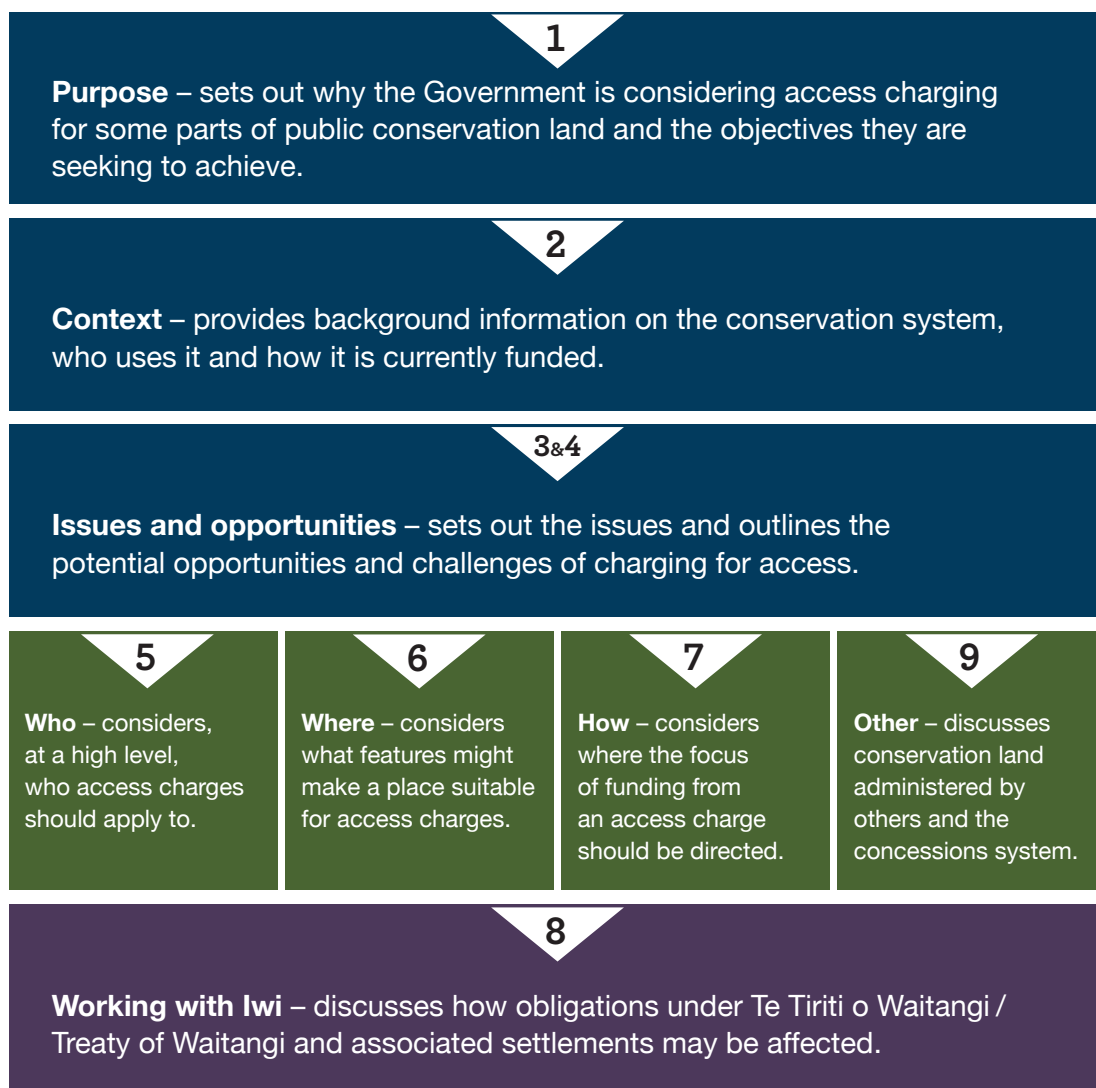 1
Purpose – sets out why the Government is considering access charging
for some parts of public conservation land and the objectives they are
seeking to achieve.
2
Context – provides background information on the conservation system,
who uses it and how it is currently funded.
3&4
Issues and opportunities – sets out the issues and outlines the
potential opportunities and challenges of charging for access.
5
Who – considers,
at a high level,
who access charges
should apply to.
6
Where – considers
what features might
make a place suitable
for access charges.
7
How – considers
where the focus
of funding from
an access charge
should be directed.
9
Other – discusses
conservation land
administered by
others and the
concessions system.
8
Working with Iwi – discusses how obligations under Te Tiriti o Waitangi /
Treaty of Waitangi and associated settlements may be affected.